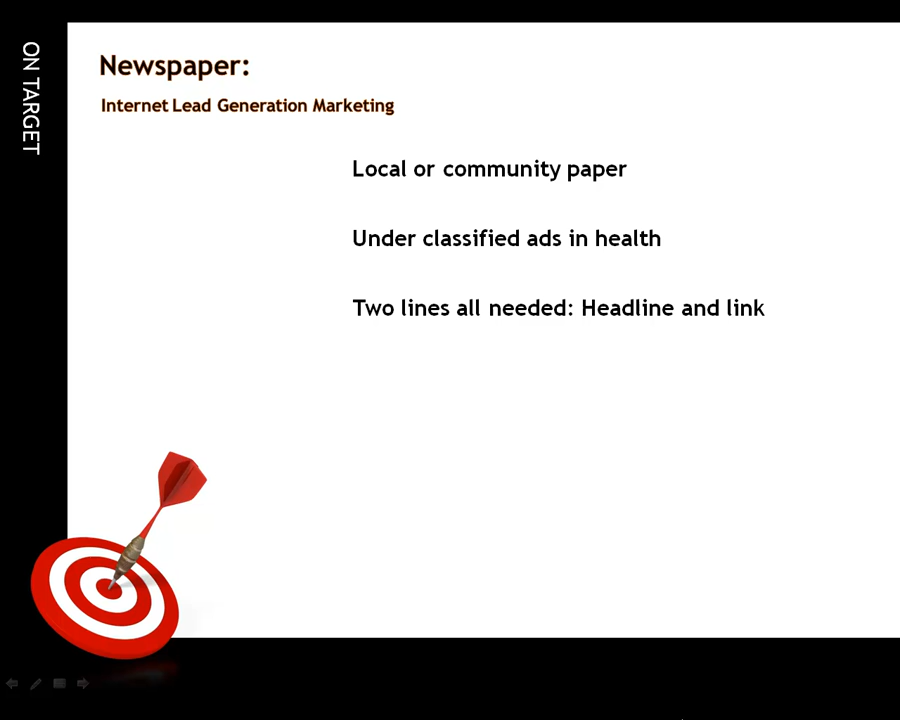 ON TARGET
Newspaper:
Internet Lead Generation Marketing
Local or community paper
Under classified ads in health
Two lines all needed: Headline and link